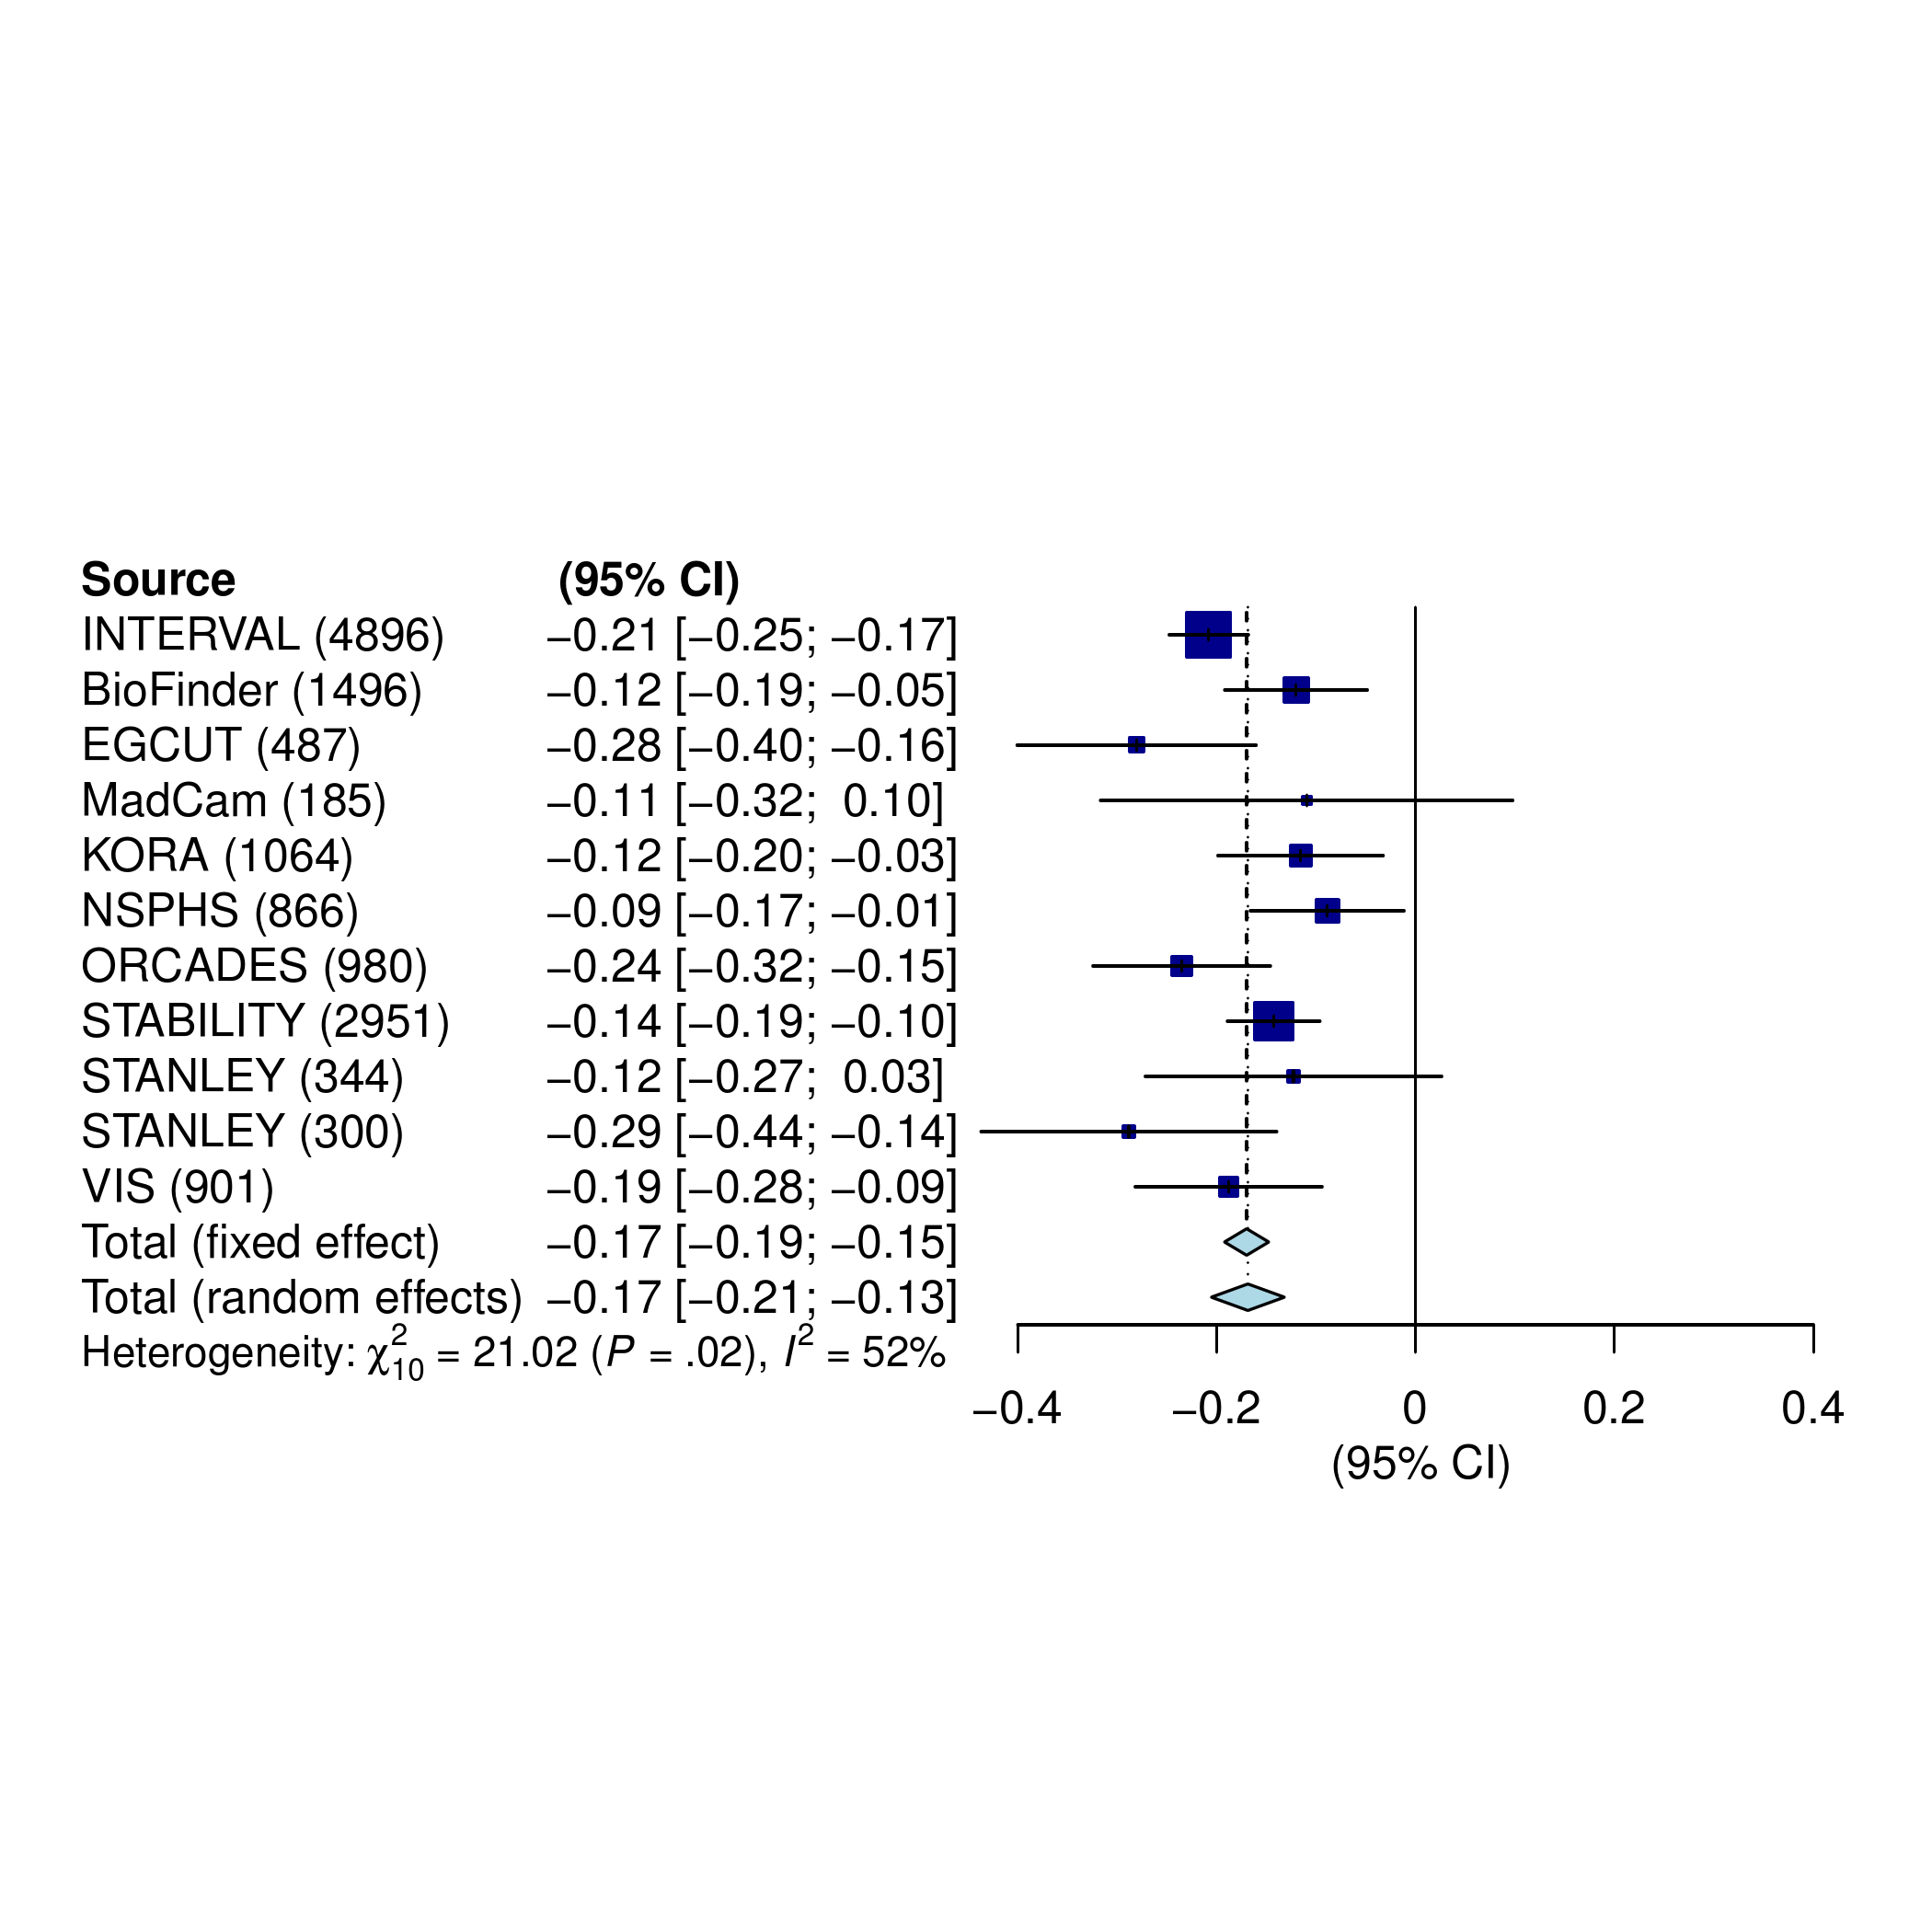 Source (95% CI)
INTERVAL (4896) −0.21 [−0.25; −0.17]
BioFinder (1496) −0.12 [−0.19; −0.05]
EGCUT (487) −0.28 [−0.40; −0.16]
MadCam (185) −0.11 [−0.32; 0.10]
KORA (1064) −0.12 [−0.20; −0.03]
NSPHS (866) −0.09 [−0.17; −0.01]
ORCADES (980) −0.24 [−0.32; −0.15]
STABILITY (2951) −0.14 [−0.19; −0.10]
STANLEY (344) −0.12 [−0.27; 0.03]
STANLEY (300) −0.29 [−0.44; −0.14]
VIS (901) −0.19 [−0.28; −0.09]
Total (fixed effect) −0.17 [−0.19; −0.15]
Total (random effects) −0.17 [−0.21; −0.13]
Heterogeneity: χ²₁₀ = 21.02 (P = .02), I² = 52%
−0.4 −0.2 0 0.2 0.4
(95% CI)